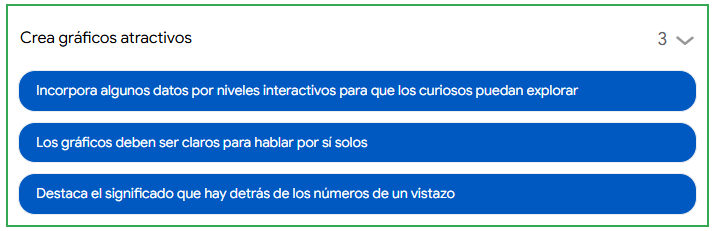 Crea gráficos atractivos 3
Incorpora algunos datos por niveles interactivos para que los curiosos puedan explorar
Los gráficos deben ser claros para hablar por sí solos
Destaca el significado que hay detrás de los números de un vistazo